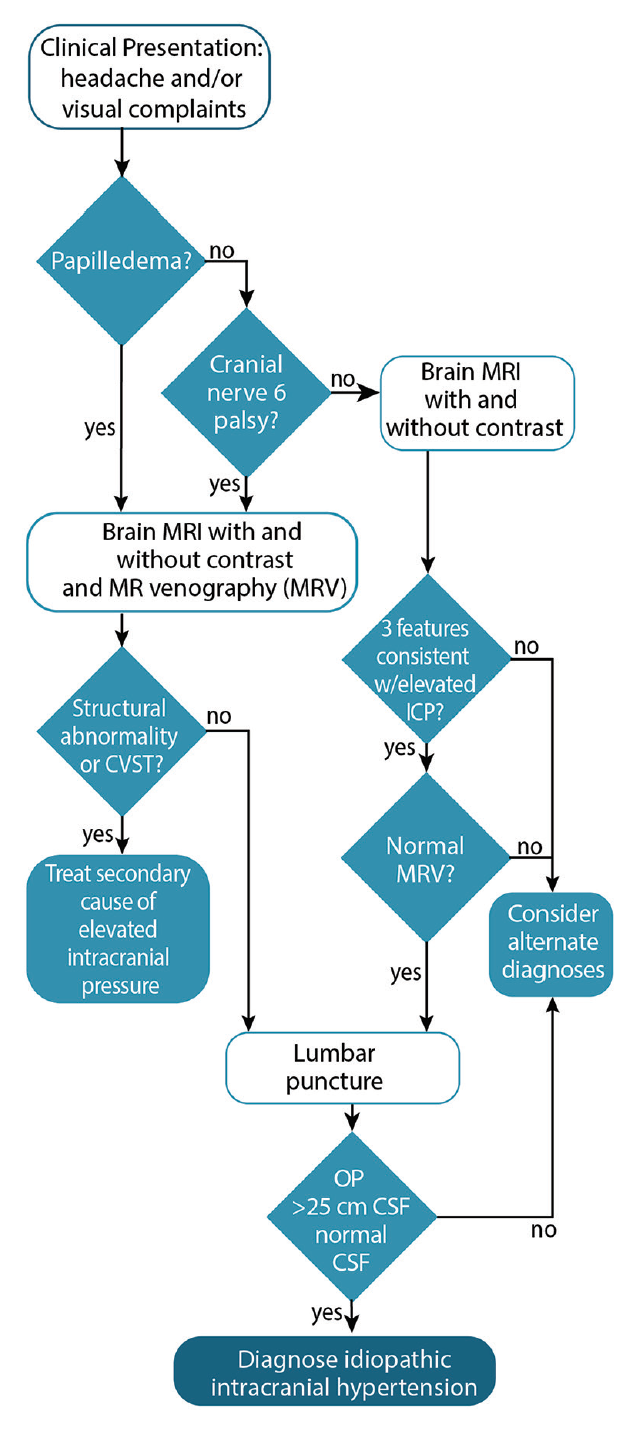 Clinical Presentation:
headache and/or
visual complaints
Papilledema?
no
Cranial
nerve 6
palsy?
no
Brain MRI
with and
without contrast
yes
yes
Brain MRI with and
without contrast
and MR venography (MRV)
3 features
consistent
w/elevated
ICP?
no
yes
Structural
abnormality
or CVST?
no
yes
Normal
MRV?
no
yes
Treat secondary
cause of
elevated
intracranial
pressure
Consider
alternate
diagnoses
Lumbar
puncture
OP
>25 cm CSF
normal
CSF
no
yes
Diagnose idiopathic
intracranial hypertension